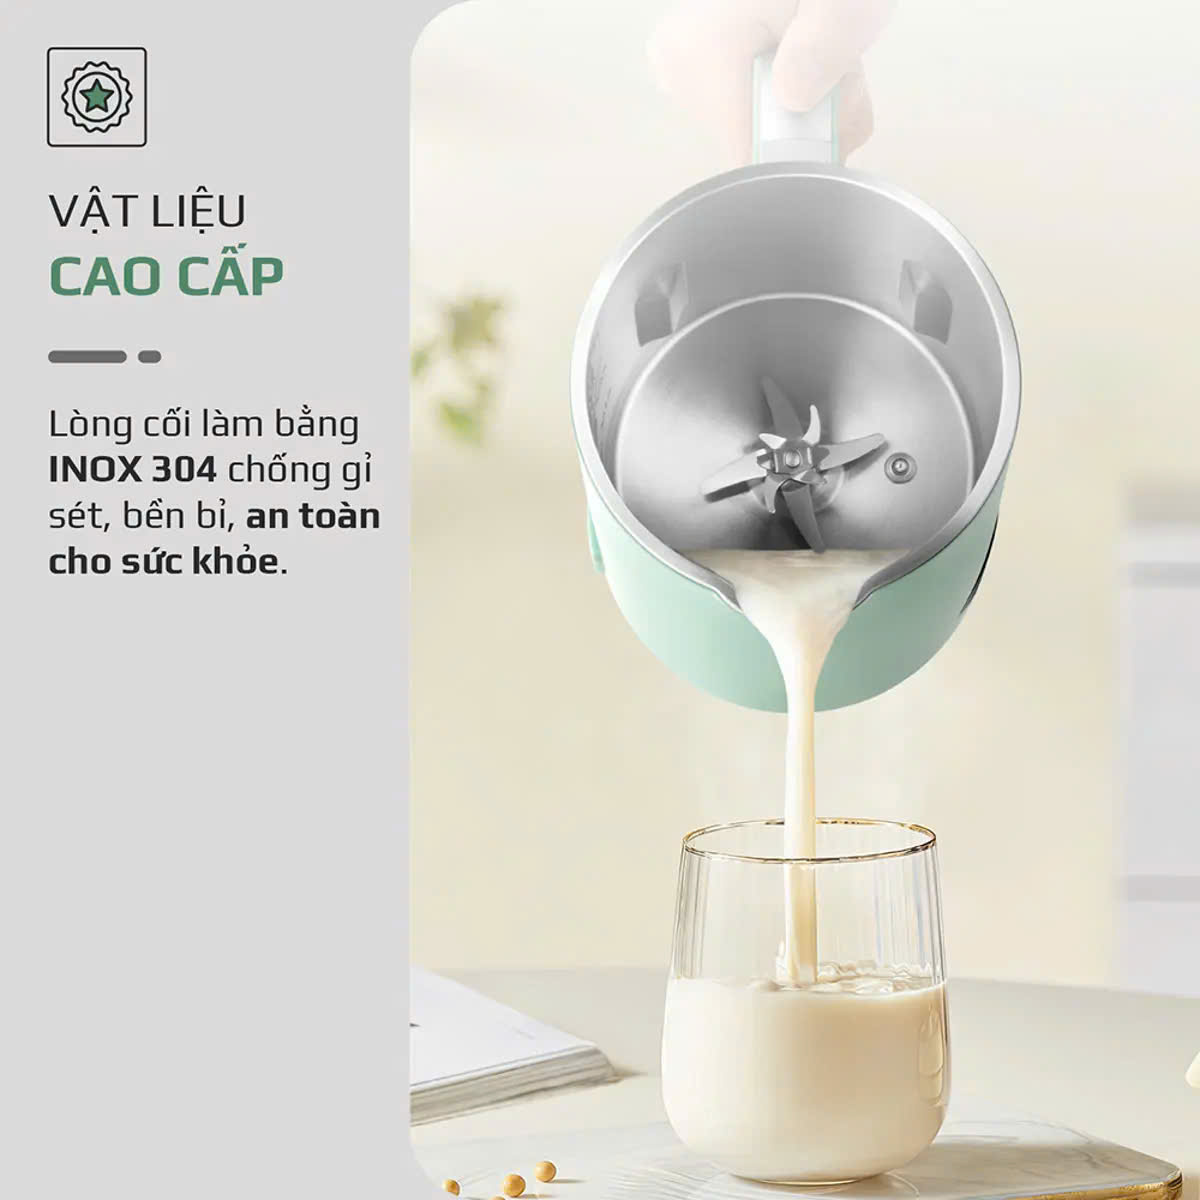 VẬT LIỆU
CAO CẤP
Lòng cối làm bằng
INOX 304 chống gỉ
sét, bền bỉ, an toàn
cho sức khỏe.